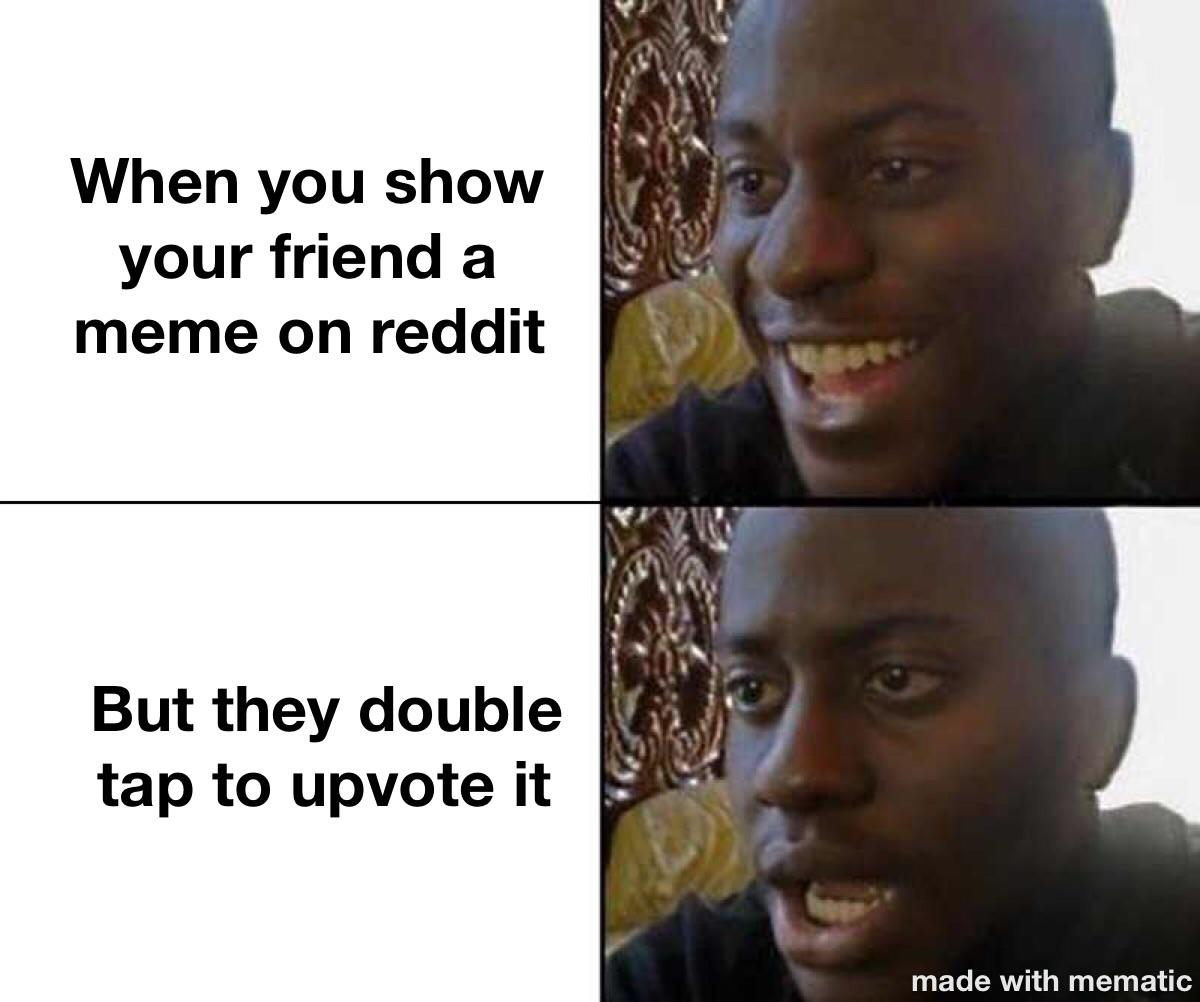 When you show
your friend a
meme on reddit
But they double
tap to upvote it
made with mematic